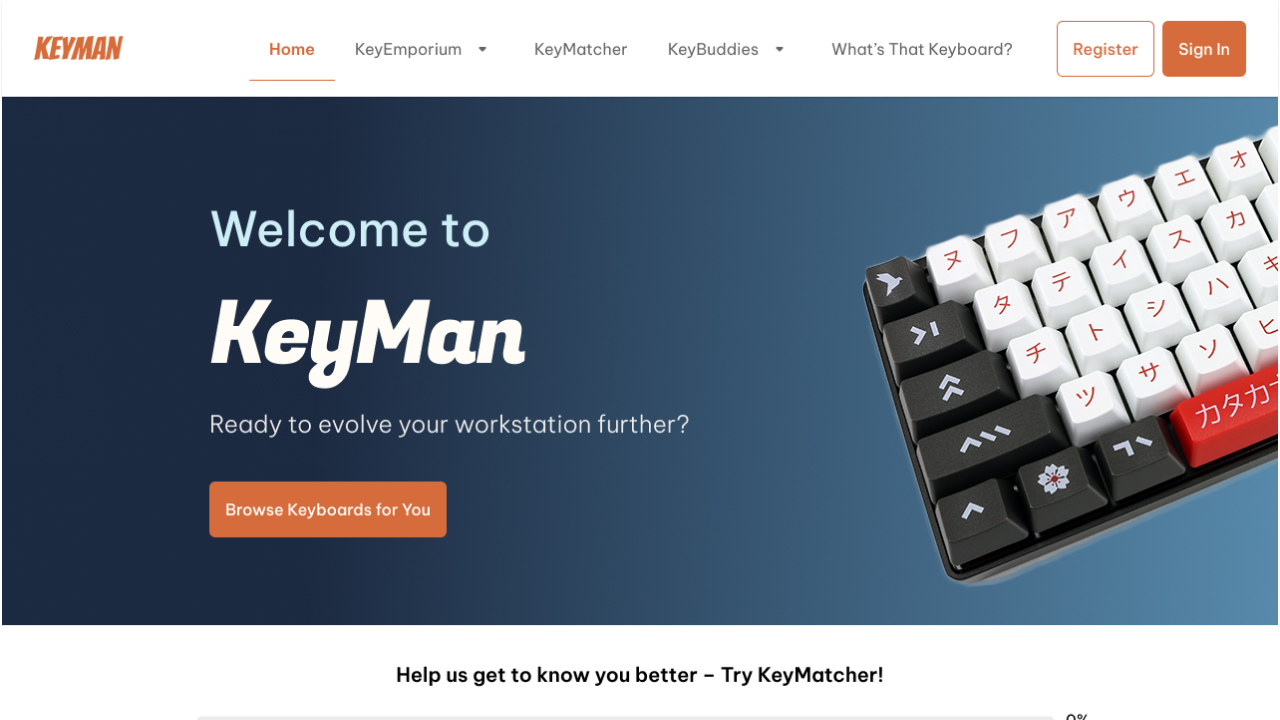 KEYMAN
Home KeyEmporium KeyMatcher KeyBuddies What's That Keyboard? Register Sign In
Welcome to
KeyMan
Ready to evolve your workstation further?
Browse Keyboards for You
ヌ フ ア ウ エ オ
タ テ イ ス カ
チ ト シ ハ キ
ツ サ ソ ヒ
カタカナ
Help us get to know you better – Try KeyMatcher!
0%